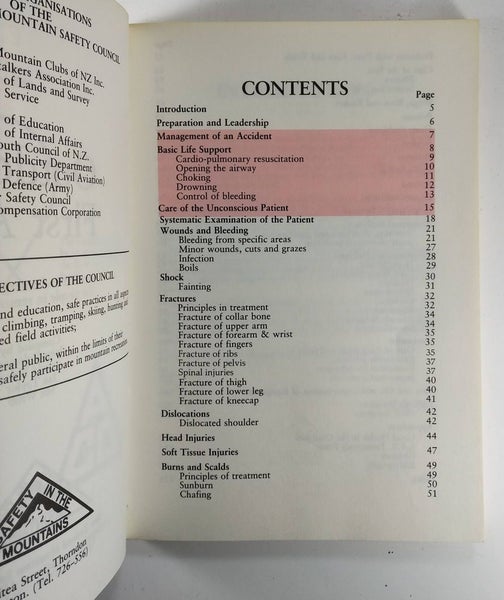 ORGANISATIONS
OF THE
MOUNTAIN SAFETY COUNCIL
Mountain Clubs of NZ Inc.
stalkers Association Inc.
of Lands and Survey
Service
of Education
of Internal Affairs
outh Council of N.Z.
Publicity Department
Transport (Civil Aviation)
Defence (Army)
r Safety Council
ompensation Corporation
ECTIVES OF THE COUNCIL
and education, safe practices in all aspects
climbing, tramping, skiing, hunting and
ed field activities;
eral public, within the limits of their
safely participate in mountain recreation.
SAFETY IN THE MOUNTAINS
itea Street, Thorndon
on. (Tel. 726-556)
CONTENTS
Page
Introduction 5
Preparation and Leadership 6
Management of an Accident 7
Basic Life Support 8
Cardio-pulmonary resuscitation 9
Opening the airway 10
Choking 11
Drowning 12
Control of bleeding 13
Care of the Unconscious Patient 15
Systematic Examination of the Patient 18
Wounds and Bleeding 21
Bleeding from specific areas 21
Minor wounds, cuts and grazes 27
Infection 28
Boils 29
Shock 30
Fainting 31
Fractures 32
Principles in treatment 32
Fracture of collar bone 34
Fracture of upper arm 34
Fracture of forearm & wrist 35
Fracture of fingers 35
Fracture of ribs 35
Fracture of pelvis 37
Spinal injuries 37
Fracture of thigh 40
Fracture of lower leg 41
Fracture of kneecap 41
Dislocations 42
Dislocated shoulder 42
Head Injuries 44
Soft Tissue Injuries 47
Burns and Scalds 49
Principles of treatment 49
Sunburn 50
Chafing 51